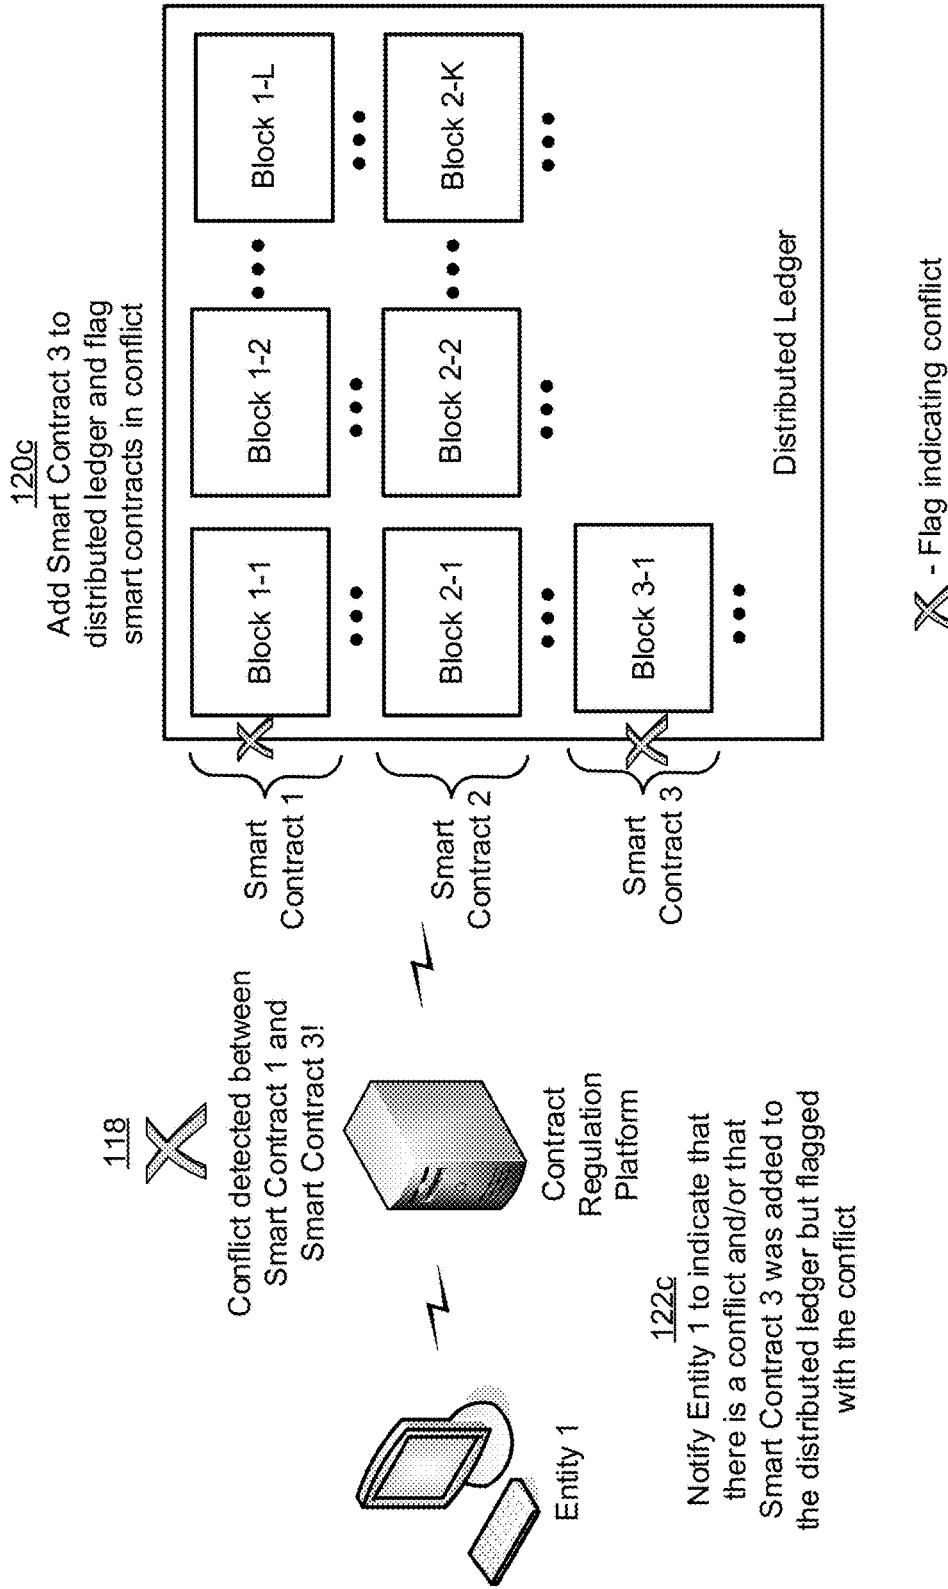 118
Conflict detected between
Smart Contract 1 and
Smart Contract 3!
120c
Add Smart Contract 3 to
distributed ledger and flag
smart contracts in conflict
Entity 1
Contract
Regulation
Platform
122c
Notify Entity 1 to indicate that
there is a conflict and/or that
Smart Contract 3 was added to
the distributed ledger but flagged
with the conflict
Smart
Contract 1
Block 1-1
Block 1-2
Block 1-L
Smart
Contract 2
Block 2-1
Block 2-2
Block 2-K
Smart
Contract 3
Block 3-1
Distributed Ledger
- Flag indicating conflict